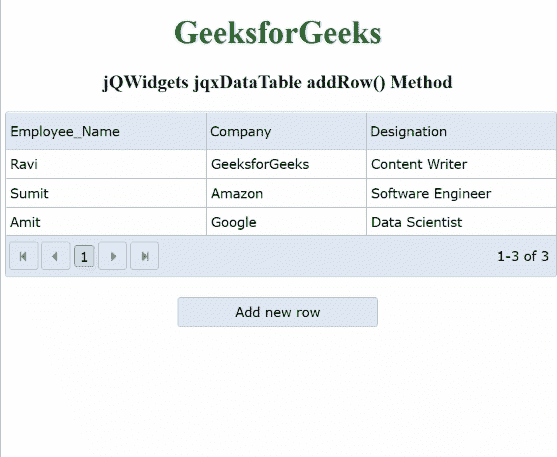 GeeksforGeeks
jQWidgets jqxDataTable addRow() Method
Employee_Name Company Designation
Ravi GeeksforGeeks Content Writer
Sumit Amazon Software Engineer
Amit Google Data Scientist
1 1-3 of 3
Add new row